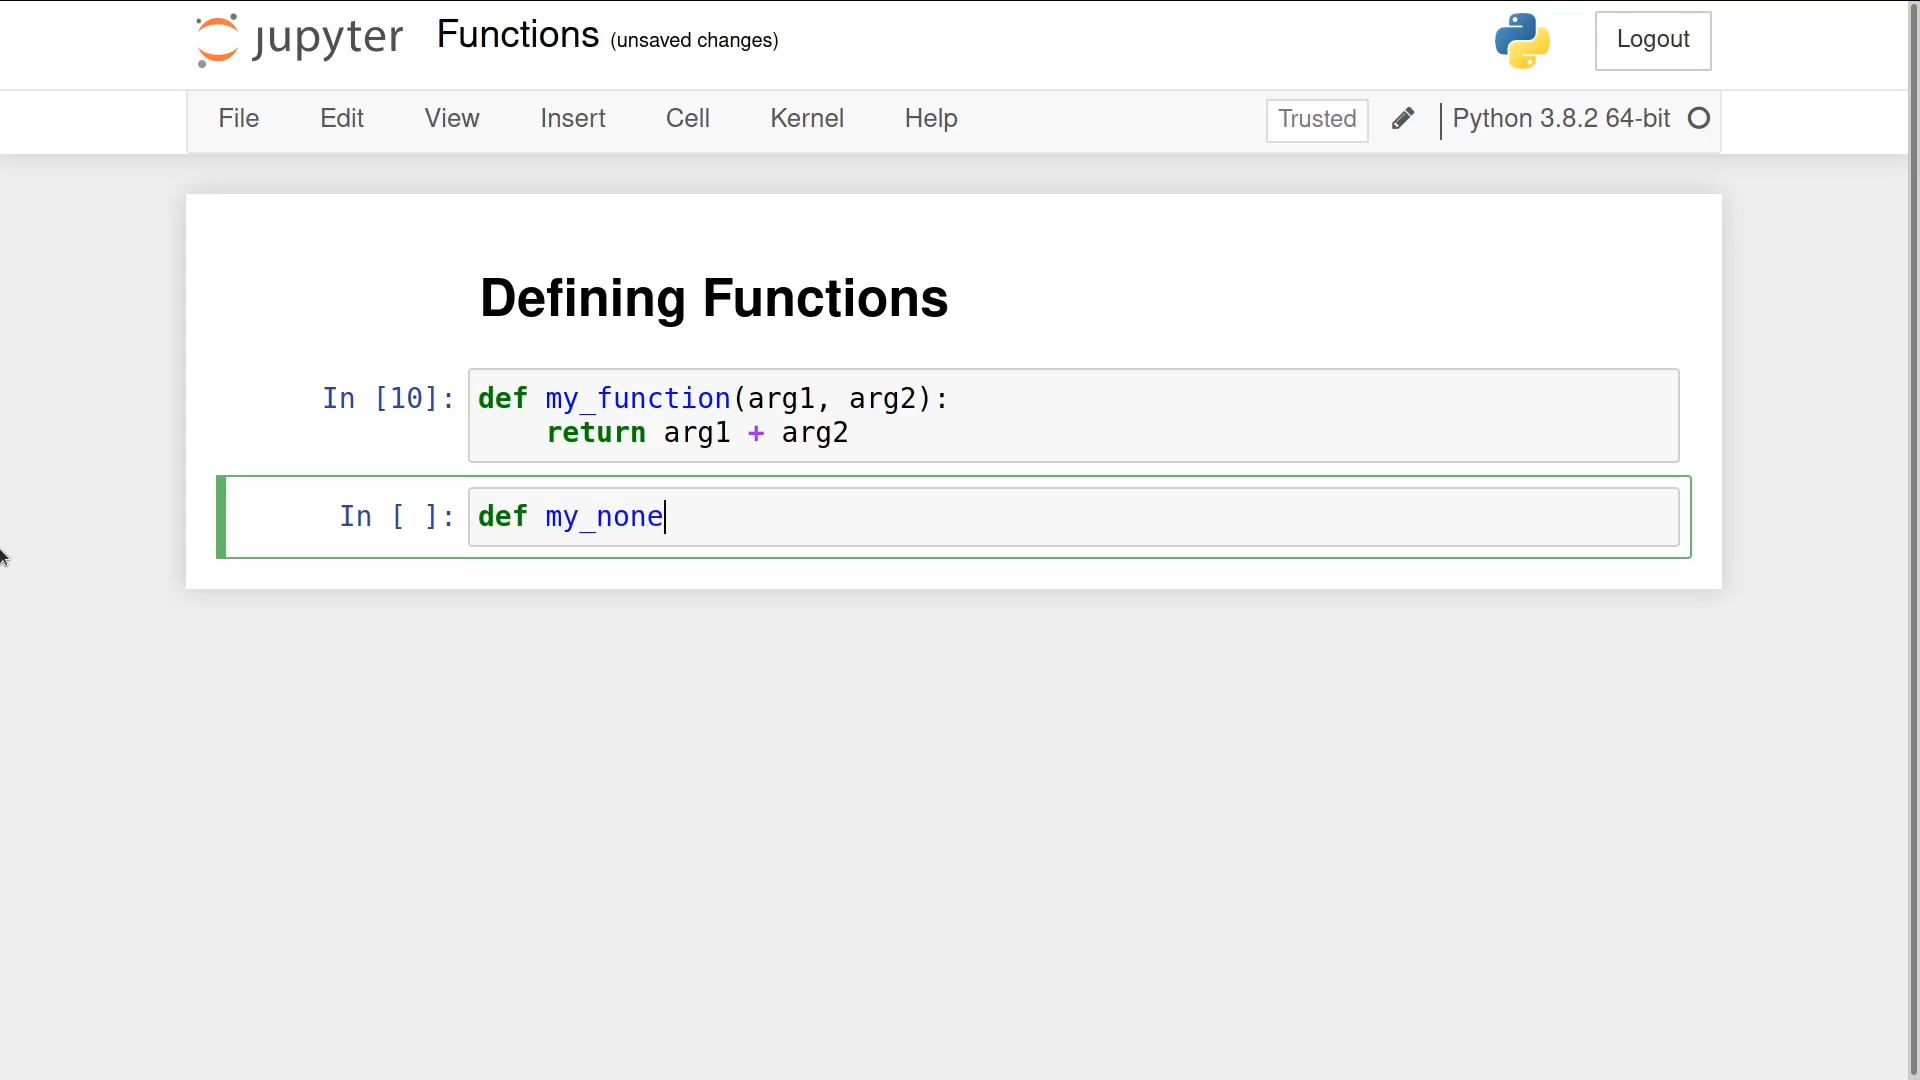 jupyter Functions (unsaved changes) Logout
File Edit View Insert Cell Kernel Help Trusted Python 3.8.2 64-bit
Defining Functions
In [10]: def my_function(arg1, arg2):
return arg1 + arg2
In [ ]: def my_none